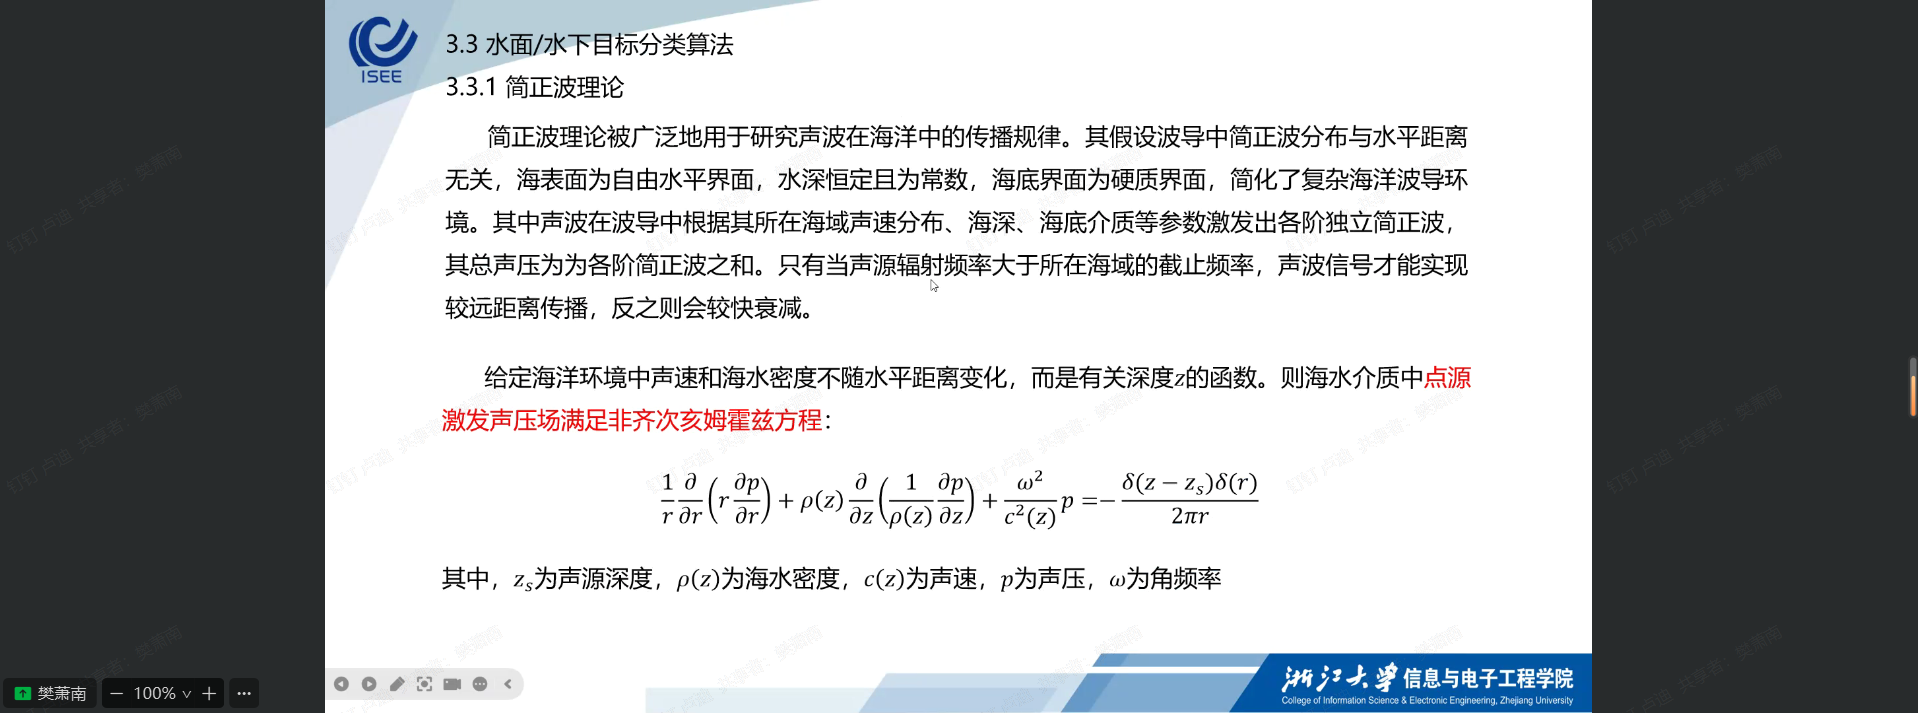 ISEE
3.3 水面/水下目标分类算法
3.3.1 简正波理论
简正波理论被广泛地用于研究声波在海洋中的传播规律。其假设波导中简正波分布与水平距离
无关，海表面为自由水平界面，水深恒定且为常数，海底界面为硬质界面，简化了复杂海洋波导环
境。其中声波在波导中根据其所在海域声速分布、海深、海底介质等参数激发出各阶独立简正波，
其总声压为为各阶简正波之和。只有当声源辐射频率大于所在海域的截止频率，声波信号才能实现
较远距离传播，反之则会较快衰减。
给定海洋环境中声速和海水密度不随水平距离变化，而是有关深度z的函数。则海水介质中点源
激发声压场满足非齐次亥姆霍兹方程：
1/r ∂/∂r (r ∂p/∂r) + ρ(z) ∂/∂z (1/ρ(z) ∂p/∂z) + ω²/c²(z) p = − δ(z − zₛ)δ(r)/2πr
其中，zₛ为声源深度，ρ(z)为海水密度，c(z)为声速，p为声压，ω为角频率
浙江大学 信息与电子工程学院
College of Information Science & Electronic Engineering, Zhejiang University
樊萧南 — 100% + ···
钉钉 卢迪 共享者：樊萧南